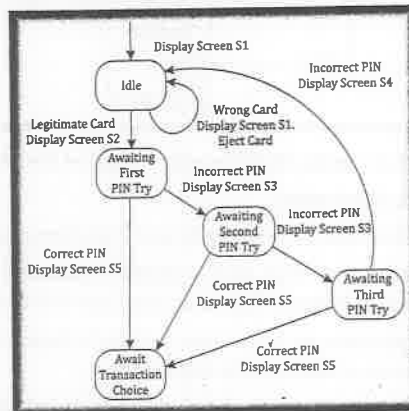 Display Screen S1
Idle
Incorrect PIN
Display Screen S4
Legitimate Card
Display Screen S2
Wrong Card
Display Screen S1.
Eject Card
Awaiting
First
PIN Try
Incorrect PIN
Display Screen S3
Awaiting
Second
PIN Try
Incorrect PIN
Display Screen S3
Correct PIN
Display Screen S5
Awaiting
Third
PIN Try
Correct PIN
Display Screen S5
Correct PIN
Display Screen S5
Await
Transaction
Choice